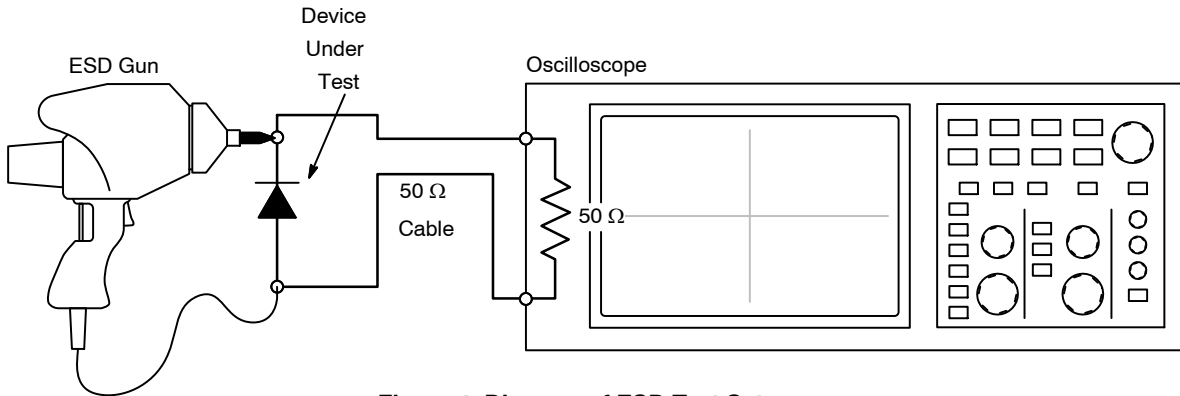 Device
Under
Test
ESD Gun
Oscilloscope
50 Ω
Cable
50 Ω